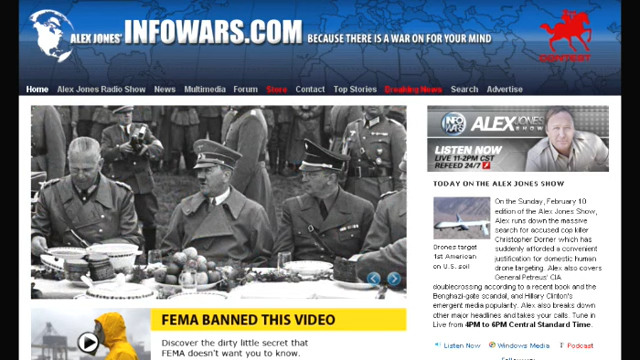 ALEX JONES' INFOWARS.COM BECAUSE THERE IS A WAR ON FOR YOUR MIND
CONTACT
Home Alex Jones Radio Show News Multimedia Forum Store Contact Top Stories Breaking News Search Advertise
INFO WARS ALEX JONES SHOW
LISTEN NOW
LIVE 11-2PM CST
REFEED 24/7
TODAY ON THE ALEX JONES SHOW
On the Sunday, February 10
edition of the Alex Jones Show,
Alex runs down the massive
search for accused cop killer
Christopher Dorner which has
suddenly afforded a convenient
justification for domestic human
drone targeting. Alex also covers
General Petreus' CIA
Drones target
1st American
on U.S. soil
doublecrossing according to a recent book and the
Benghazi-gate scandal, and Hillary Clinton's
emergent media popularity. Alex also breaks down
other major headlines and takes your calls. Tune in
Live from 4PM to 6PM Central Standard Time.
Listen Now Windows Media Podcast
FEMA BANNED THIS VIDEO
Discover the dirty little secret that
FEMA doesn't want you to know.